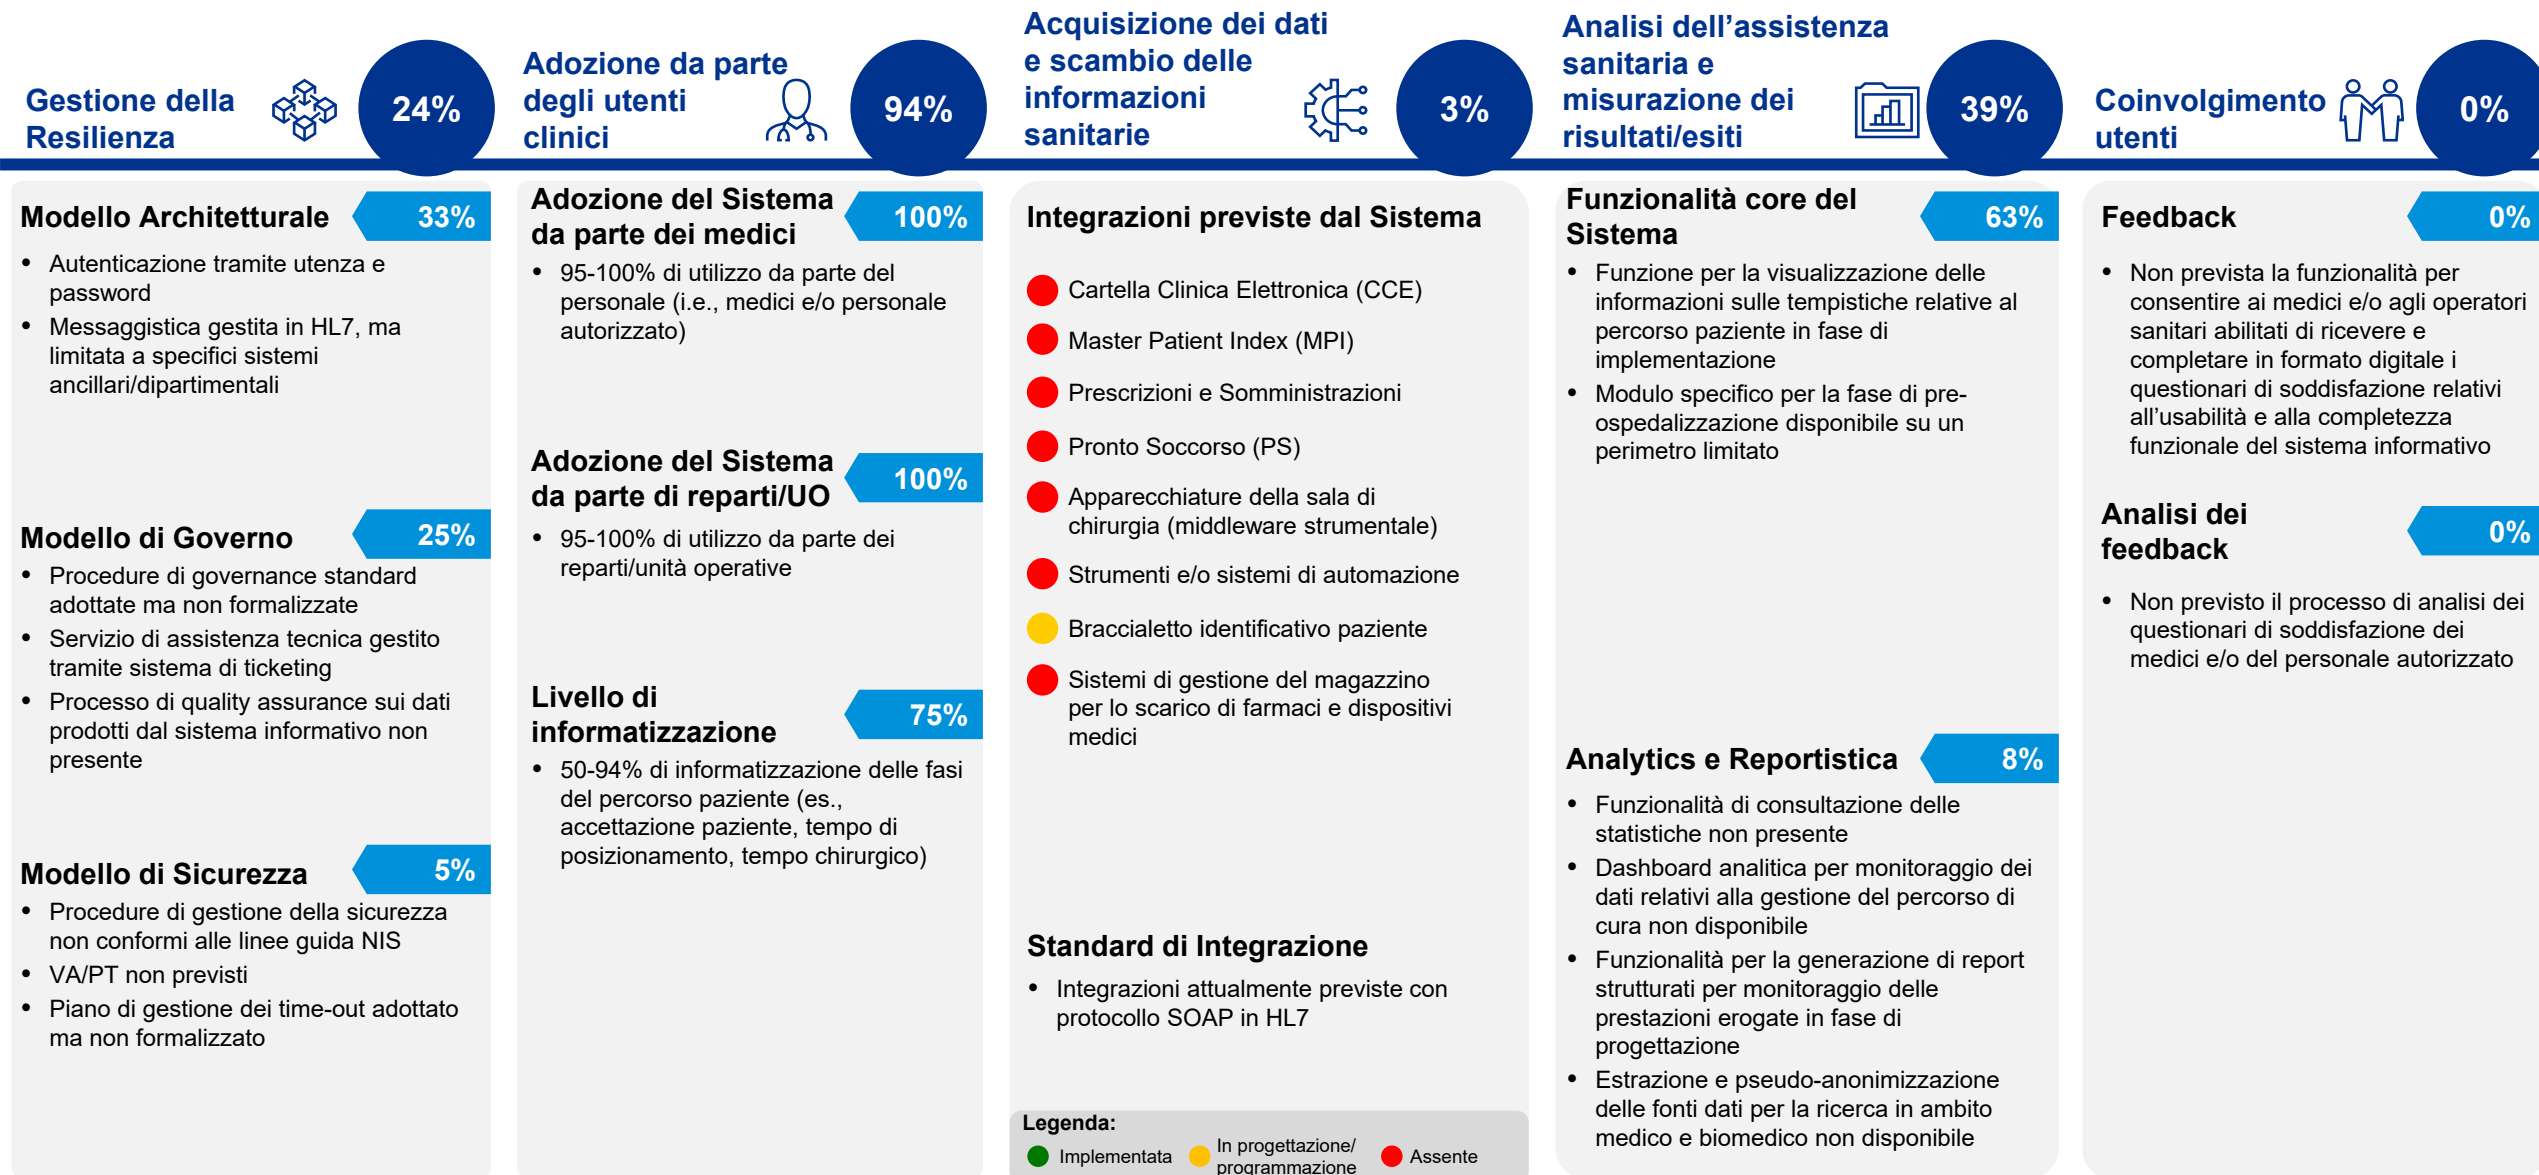 Gestione della
Resilienza
24%
Adozione da parte
degli utenti
clinici
94%
Acquisizione dei dati
e scambio delle
informazioni
sanitarie
3%
Analisi dell’assistenza
sanitaria e
misurazione dei
risultati/esiti
39%
Coinvolgimento
utenti
0%
Modello Architetturale
33%
• Autenticazione tramite utenza e
password
• Messaggistica gestita in HL7, ma
limitata a specifici sistemi
ancillari/dipartimentali
Modello di Governo
25%
• Procedure di governance standard
adottate ma non formalizzate
• Servizio di assistenza tecnica gestito
tramite sistema di ticketing
• Processo di quality assurance sui dati
prodotti dal sistema informativo non
presente
Modello di Sicurezza
5%
• Procedure di gestione della sicurezza
non conformi alle linee guida NIS
• VA/PT non previsti
• Piano di gestione dei time-out adottato
ma non formalizzato
Adozione del Sistema
da parte dei medici
100%
• 95-100% di utilizzo da parte del
personale (i.e., medici e/o personale
autorizzato)
Adozione del Sistema
da parte di reparti/UO
100%
• 95-100% di utilizzo da parte dei
reparti/unità operative
Livello di
informatizzazione
75%
• 50-94% di informatizzazione delle fasi
del percorso paziente (es.,
accettazione paziente, tempo di
posizionamento, tempo chirurgico)
Integrazioni previste dal Sistema
Cartella Clinica Elettronica (CCE)
Master Patient Index (MPI)
Prescrizioni e Somministrazioni
Pronto Soccorso (PS)
Apparecchiature della sala di
chirurgia (middleware strumentale)
Strumenti e/o sistemi di automazione
Braccialetto identificativo paziente
Sistemi di gestione del magazzino
per lo scarico di farmaci e dispositivi
medici
Standard di Integrazione
• Integrazioni attualmente previste con
protocollo SOAP in HL7
Legenda:
Implementata
In progettazione/
programmazione
Assente
Funzionalità core del
Sistema
63%
• Funzione per la visualizzazione delle
informazioni sulle tempistiche relative al
percorso paziente in fase di
implementazione
• Modulo specifico per la fase di pre-
ospedalizzazione disponibile su un
perimetro limitato
Analytics e Reportistica
8%
• Funzionalità di consultazione delle
statistiche non presente
• Dashboard analitica per monitoraggio dei
dati relativi alla gestione del percorso di
cura non disponibile
• Funzionalità per la generazione di report
strutturati per monitoraggio delle
prestazioni erogate in fase di
progettazione
• Estrazione e pseudo-anonimizzazione
delle fonti dati per la ricerca in ambito
medico e biomedico non disponibile
Feedback
0%
• Non prevista la funzionalità per
consentire ai medici e/o agli operatori
sanitari abilitati di ricevere e
completare in formato digitale i
questionari di soddisfazione relativi
all’usabilità e alla completezza
funzionale del sistema informativo
Analisi dei
feedback
0%
• Non previsto il processo di analisi dei
questionari di soddisfazione dei
medici e/o del personale autorizzato